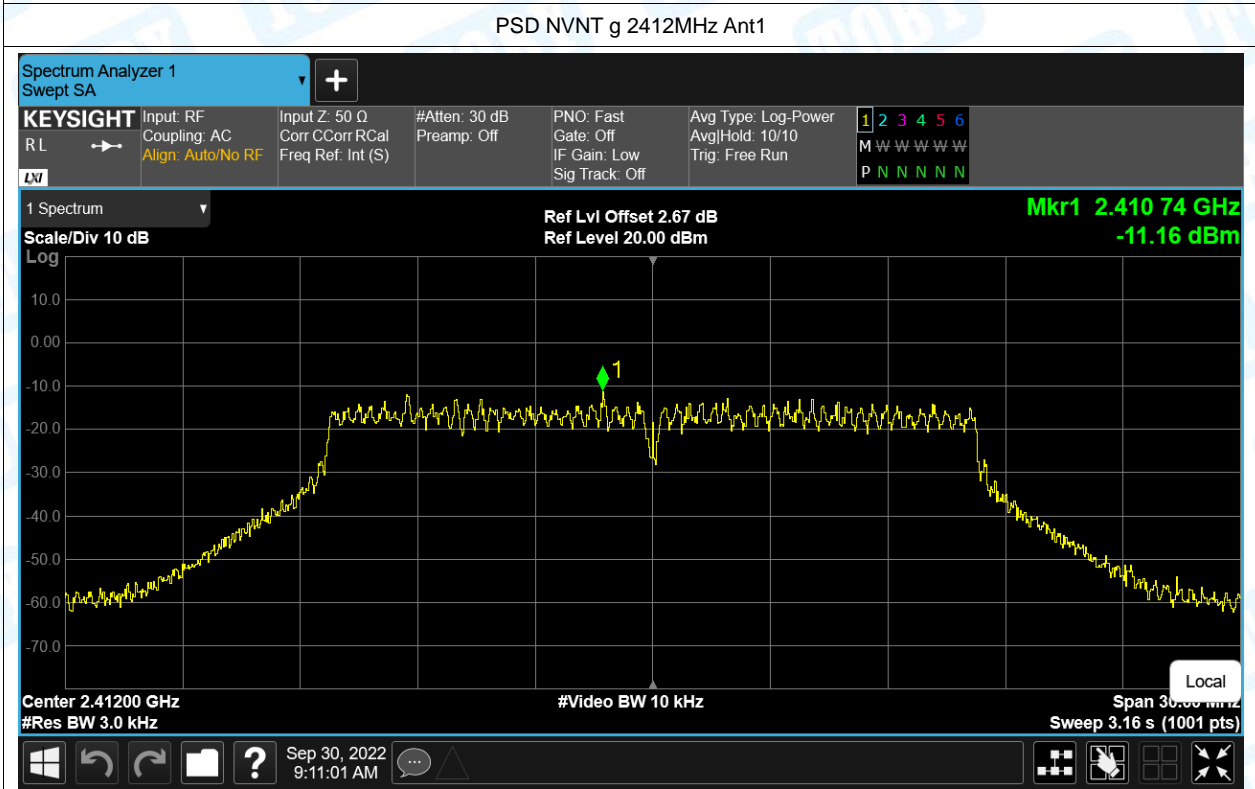 PSD NVNT g 2412MHz Ant1
Spectrum Analyzer 1
Swept SA
KEYSIGHT
R L
LXI
Input: RF
Coupling: AC
Align: Auto/No RF
Input Z: 50 Ω
Corr CCorr RCal
Freq Ref: Int (S)
#Atten: 30 dB
Preamp: Off
PNO: Fast
Gate: Off
IF Gain: Low
Sig Track: Off
Avg Type: Log-Power
Avg|Hold: 10/10
Trig: Free Run
1 2 3 4 5 6
M W W W W W
P N N N N N
1 Spectrum
Scale/Div 10 dB
Ref Lvl Offset 2.67 dB
Ref Level 20.00 dBm
Mkr1 2.410 74 GHz
-11.16 dBm
Log
10.0
0.00
-10.0
-20.0
-30.0
-40.0
-50.0
-60.0
-70.0
1
Local
Center 2.41200 GHz
#Video BW 10 kHz
Span 30.00 MHz
#Res BW 3.0 kHz
Sweep 3.16 s (1001 pts)
?
Sep 30, 2022
9:11:01 AM